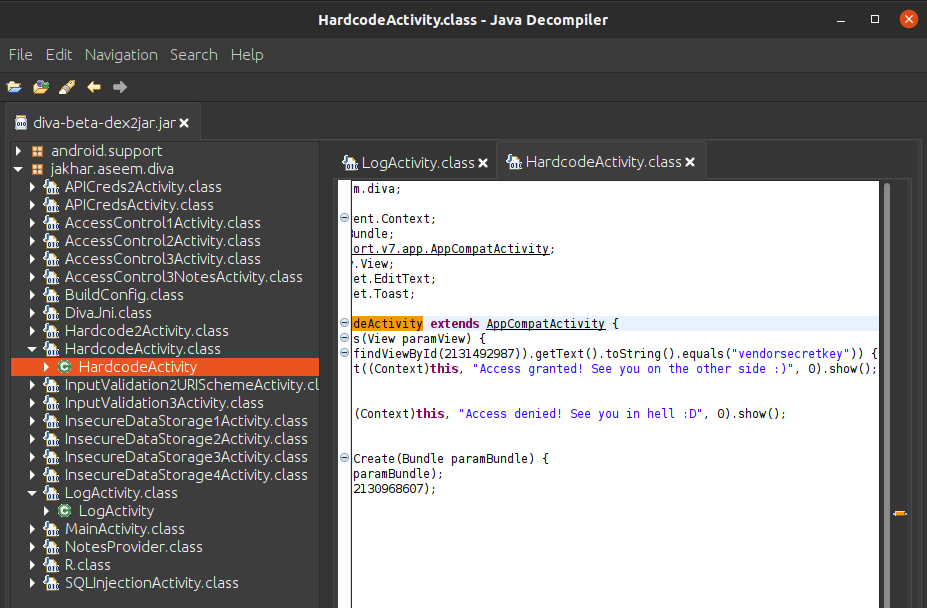 HardcodeActivity.class - Java Decompiler
File Edit Navigation Search Help
diva-beta-dex2jar.jar
android.support
jakhar.aseem.diva
APICreds2Activity.class
APICredsActivity.class
AccessControl1Activity.class
AccessControl2Activity.class
AccessControl3Activity.class
AccessControl3NotesActivity.class
BuildConfig.class
DivaJni.class
Hardcode2Activity.class
HardcodeActivity.class
HardcodeActivity
InputValidation2URISchemeActivity.cl
InputValidation3Activity.class
InsecureDataStorage1Activity.class
InsecureDataStorage2Activity.class
InsecureDataStorage3Activity.class
InsecureDataStorage4Activity.class
LogActivity.class
LogActivity
MainActivity.class
NotesProvider.class
R.class
SQLInjectionActivity.class
LogActivity.class HardcodeActivity.class
m.diva;
ent.Context;
undle;
ort.v7.app.AppCompatActivity;
.View;
et.EditText;
et.Toast;
deActivity extends AppCompatActivity {
s(View paramView) {
findViewById(2131492987)).getText().toString().equals("vendorsecretkey")) {
t((Context)this, "Access granted! See you on the other side :)", 0).show();
(Context)this, "Access denied! See you in hell :D", 0).show();
Create(Bundle paramBundle) {
paramBundle);
2130968607);